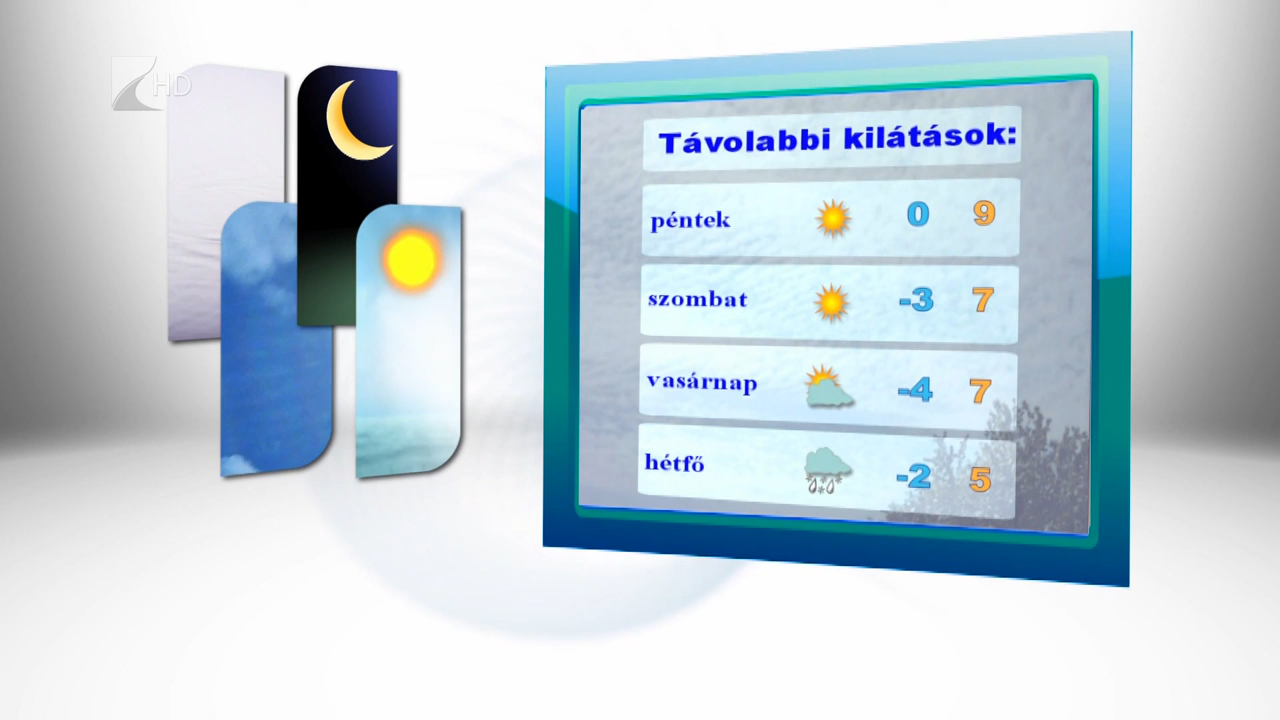 HD
Távolabbi kilátások:
péntek 0 9
szombat -3 7
vasárnap -4 7
hétfő -2 5